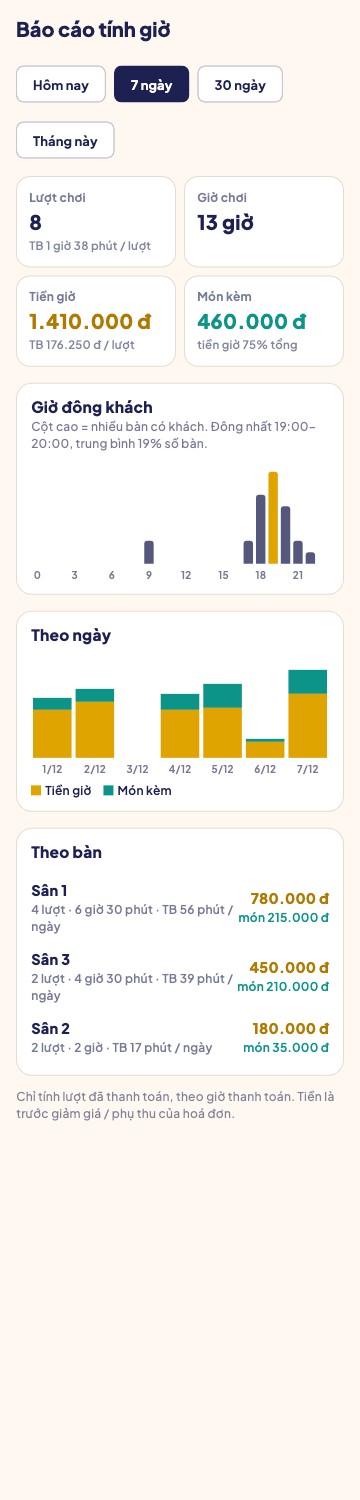 Báo cáo tính giờ
Hôm nay
7 ngày
30 ngày
Tháng này
Lượt chơi
8
TB 1 giờ 38 phút / lượt
Giờ chơi
13 giờ
Tiền giờ
1.410.000 đ
TB 176.250 đ / lượt
Món kèm
460.000 đ
tiền giờ 75% tổng
Giờ đông khách
Cột cao = nhiều bàn có khách. Đông nhất 19:00–
20:00, trung bình 19% số bàn.
0 3 6 9 12 15 18 21
Theo ngày
1/12 2/12 3/12 4/12 5/12 6/12 7/12
Tiền giờ Món kèm
Theo bàn
Sân 1
4 lượt · 6 giờ 30 phút · TB 56 phút /
ngày
780.000 đ
món 215.000 đ
Sân 3
2 lượt · 4 giờ 30 phút · TB 39 phút /
ngày
450.000 đ
món 210.000 đ
Sân 2
2 lượt · 2 giờ · TB 17 phút / ngày
180.000 đ
món 35.000 đ
Chỉ tính lượt đã thanh toán, theo giờ thanh toán. Tiền là
trước giảm giá / phụ thu của hoá đơn.